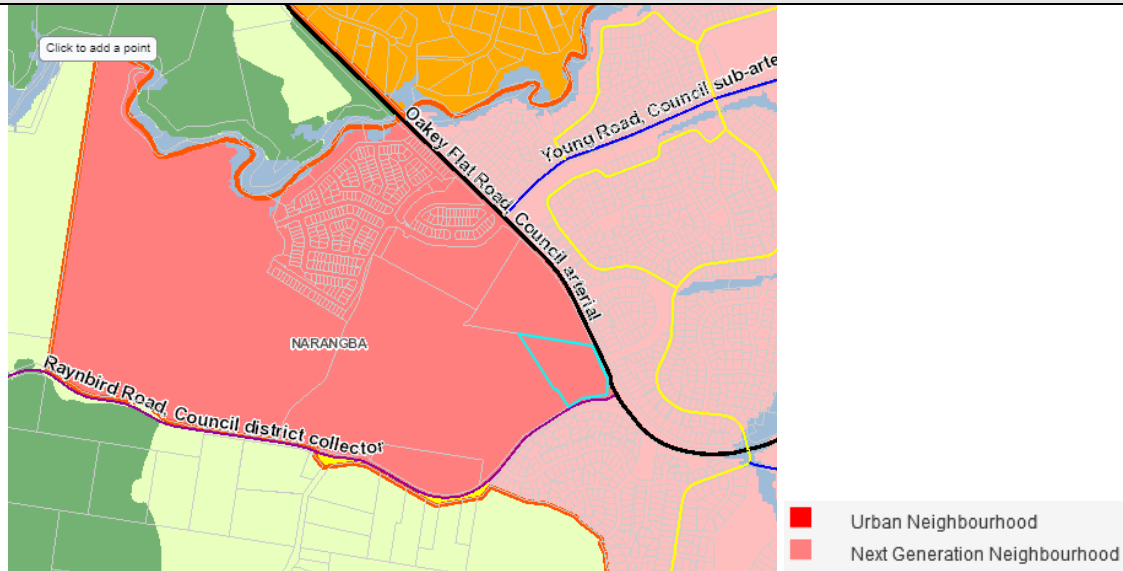 Click to add a point
Oakey Flat Road, Council arterial
Young Road, Council sub-arte
NARANGBA
Raynbird Road, Council district collector
Urban Neighbourhood
Next Generation Neighbourhood